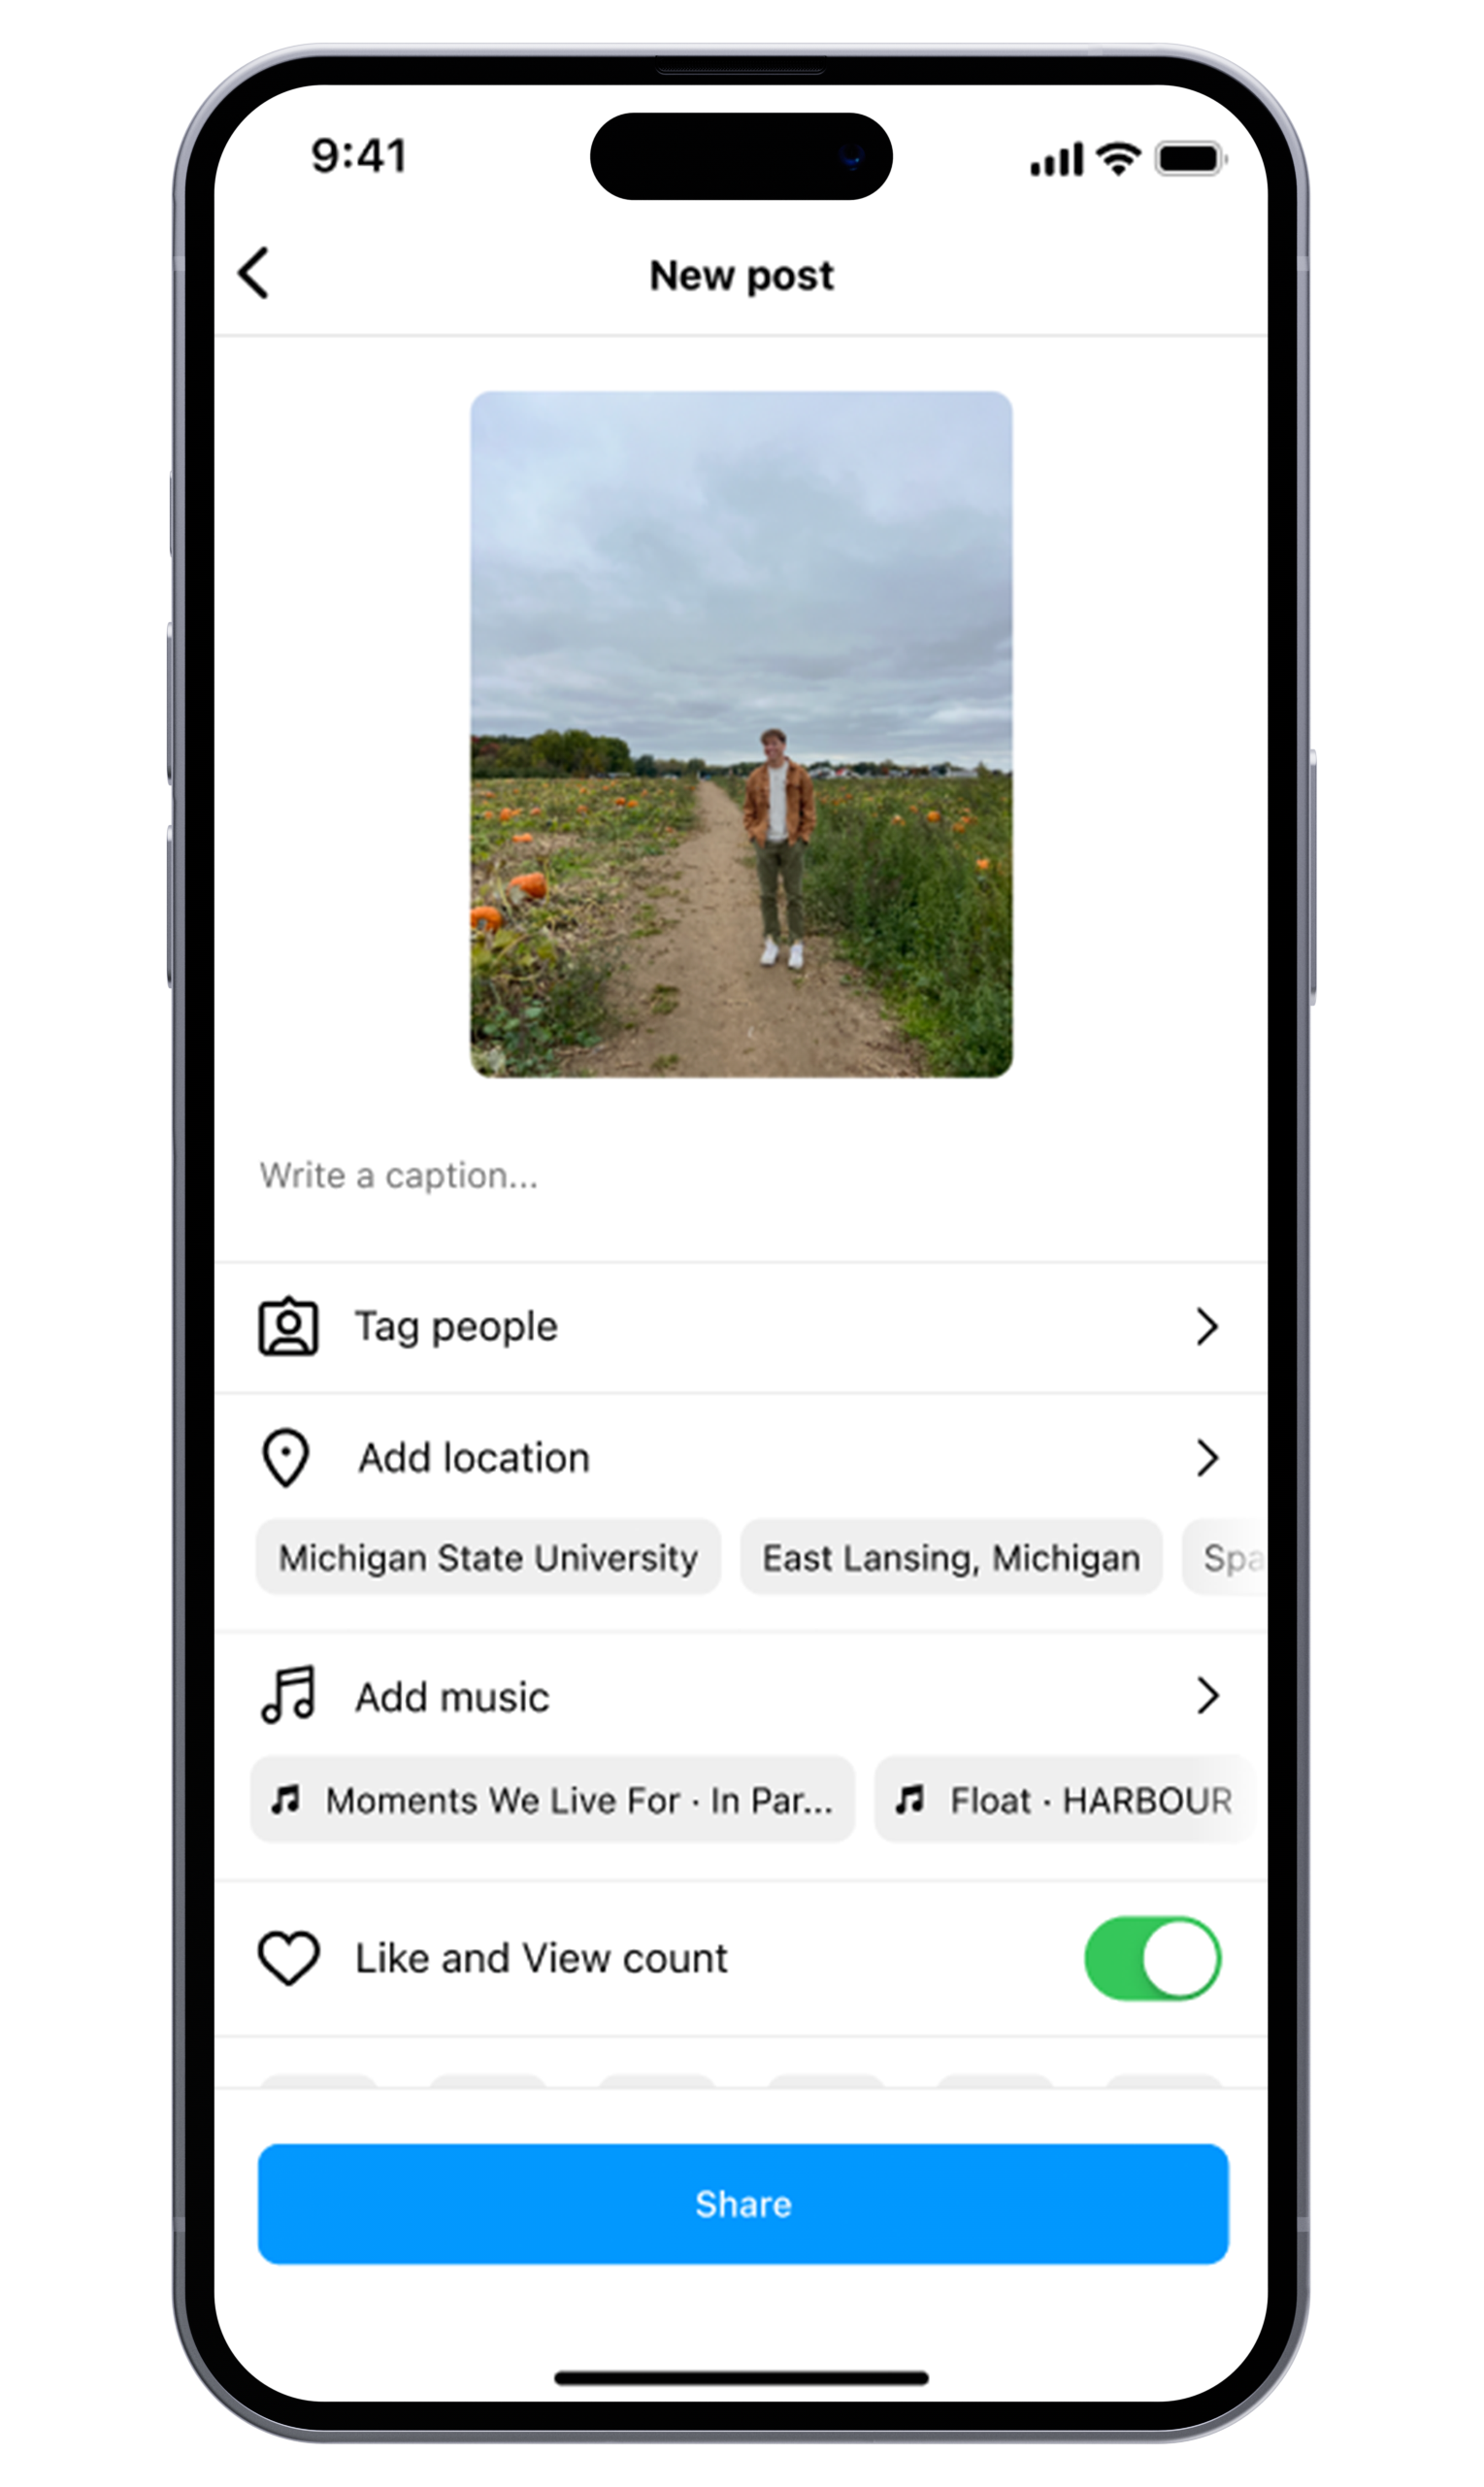 9:41
New post
Write a caption...
Tag people
Add location
Michigan State University East Lansing, Michigan Spa
Add music
Moments We Live For · In Par... Float · HARBOUR
Like and View count
Share